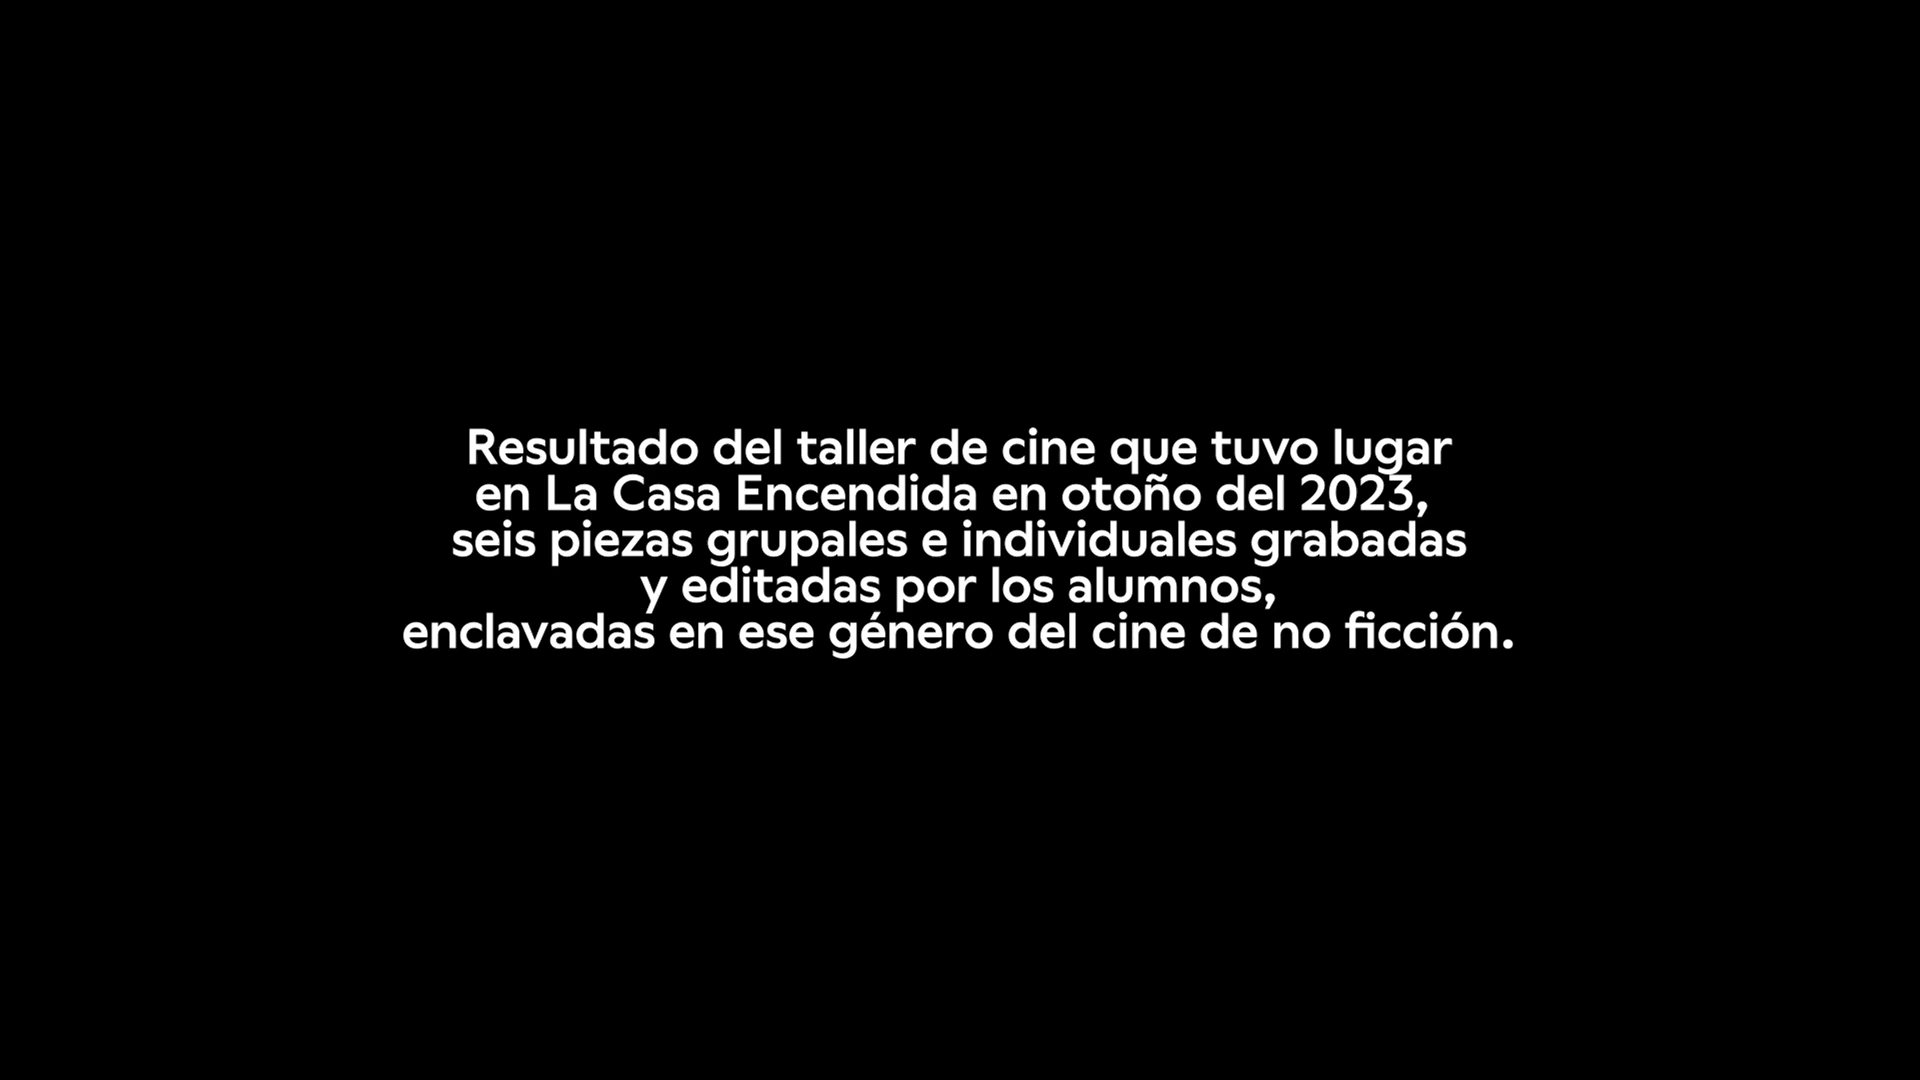 Resultado del taller de cine que tuvo lugar
en La Casa Encendida en otoño del 2023,
seis piezas grupales e individuales grabadas
y editadas por los alumnos,
enclavadas en ese género del cine de no ficción.